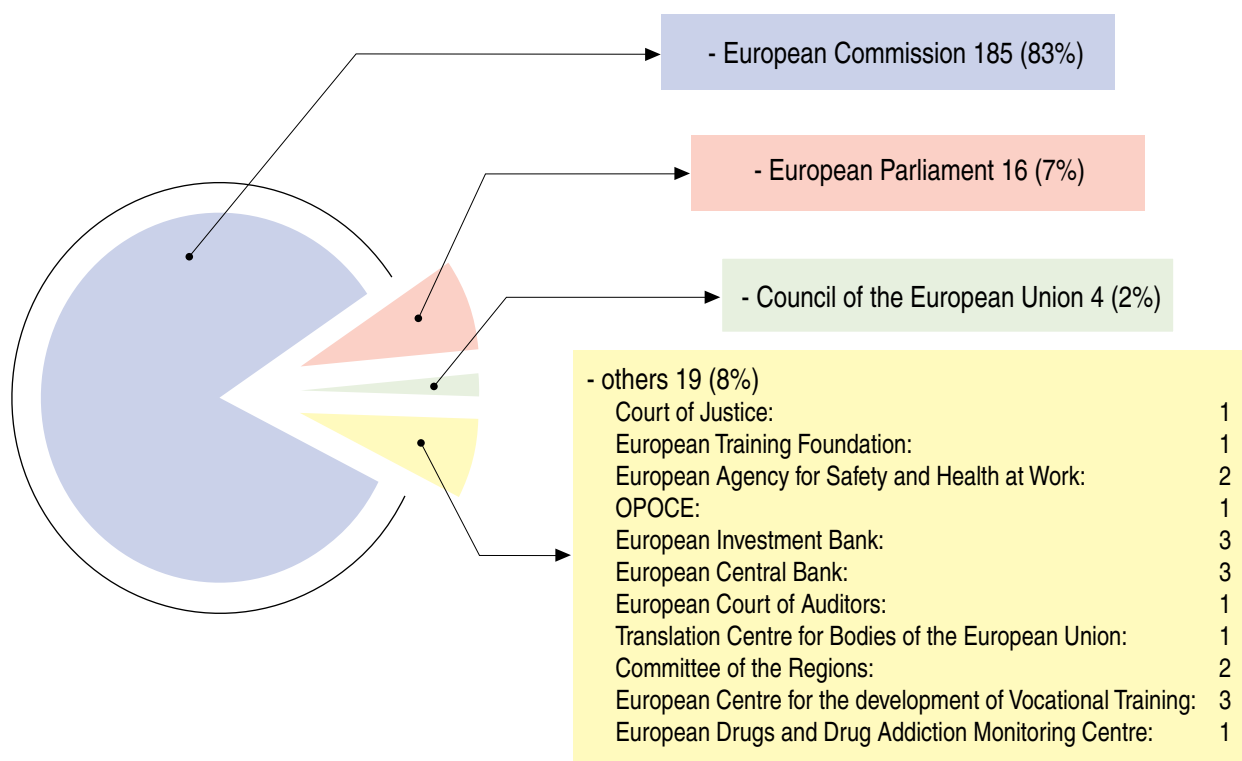 - European Commission 185 (83%)
- European Parliament 16 (7%)
- Council of the European Union 4 (2%)
- others 19 (8%)
Court of Justice: 1
European Training Foundation: 1
European Agency for Safety and Health at Work: 2
OPOCE: 1
European Investment Bank: 3
European Central Bank: 3
European Court of Auditors: 1
Translation Centre for Bodies of the European Union: 1
Committee of the Regions: 2
European Centre for the development of Vocational Training: 3
European Drugs and Drug Addiction Monitoring Centre: 1